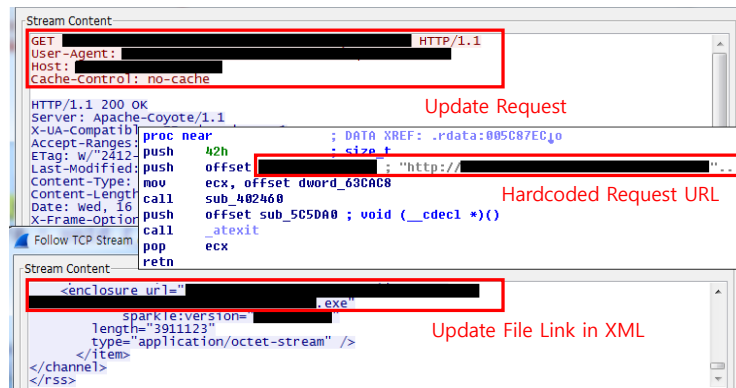 Stream Content
GET HTTP/1.1
User-Agent:
Host:
Cache-Control: no-cache
HTTP/1.1 200 OK
Server: Apache-Coyote/1.1
X-UA-Compatibl
Accept-Ranges:
ETag: W/"2412-
Last-Modified:
Content-Type:
Content-Length
Date: Wed, 16
X-Frame-Option
Update Request
proc near ; DATA XREF: .rdata:005C87EC↓o
push 42h ; size_t
push offset ; "http:// "..
mov ecx, offset dword_63CAC8
call sub_402460
push offset sub_5C5DA0 ; void (__cdecl *)()
call _atexit
pop ecx
retn
Hardcoded Request URL
Follow TCP Stream
Stream Content
<enclosure url="
.exe"
sparkle:version=" "
length="3911123"
type="application/octet-stream" />
</item>
</channel>
</rss>
Update File Link in XML